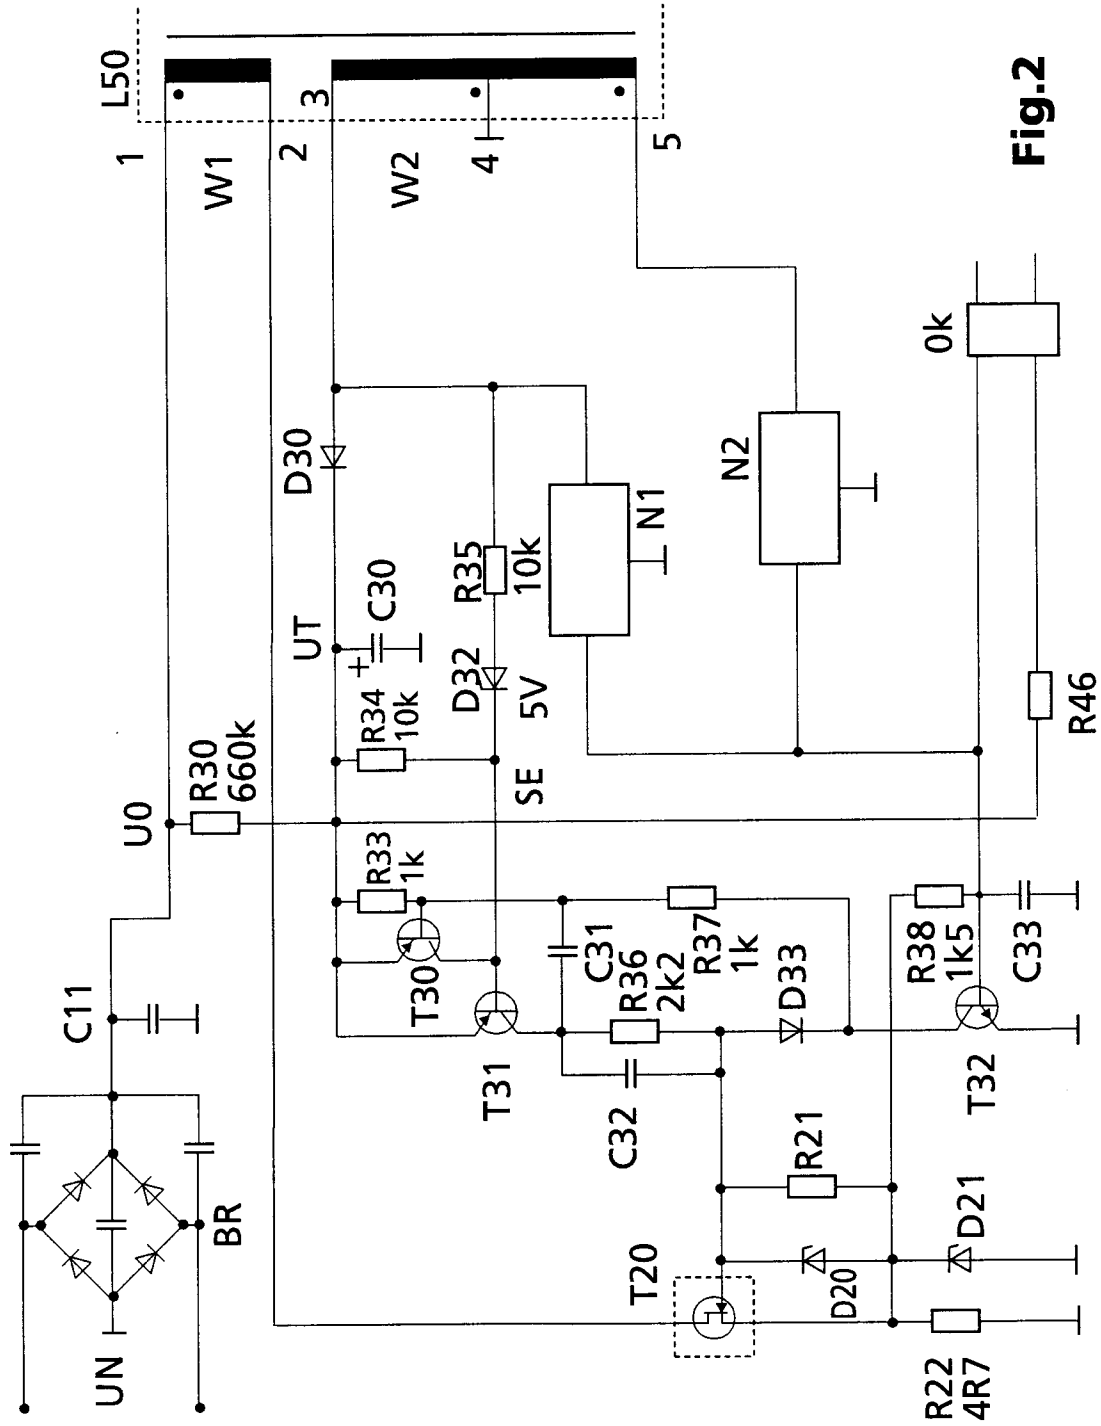 L50
1
W1
2
3
W2
4
5
Fig.2
U0
R30
660k
UT
C30
+
D30
R34
10k
D32
5V
R35
10k
N1
N2
0k
SE
R46
C11
R33
1k
T30
T31
C31
R36
2k2
R37
1k
C32
D33
R38
1k5
C33
T32
BR
UN
T20
R21
D20
D21
R22
4R7